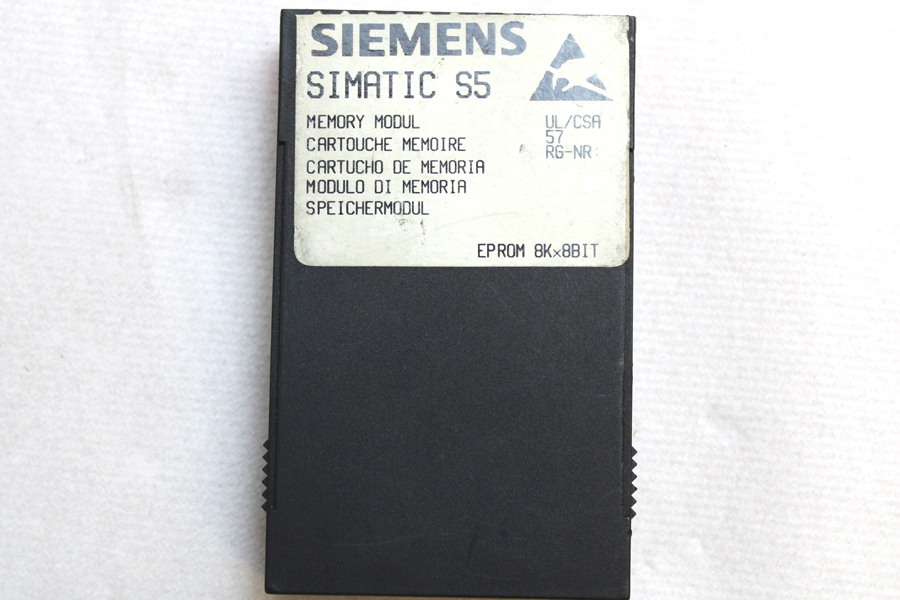 SIEMENS
SIMATIC S5
MEMORY MODUL
CARTOUCHE MEMOIRE
CARTUCHO DE MEMORIA
MODULO DI MEMORIA
SPEICHERMODUL
UL/CSA
57
RG-NR:
EPROM 8K×8BIT